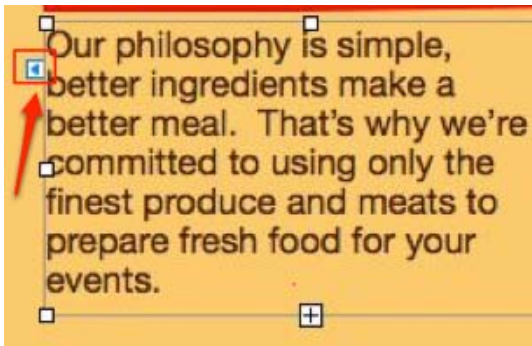 Our philosophy is simple,
better ingredients make a
better meal.  That's why we're
committed to using only the
finest produce and meats to
prepare fresh food for your
events.